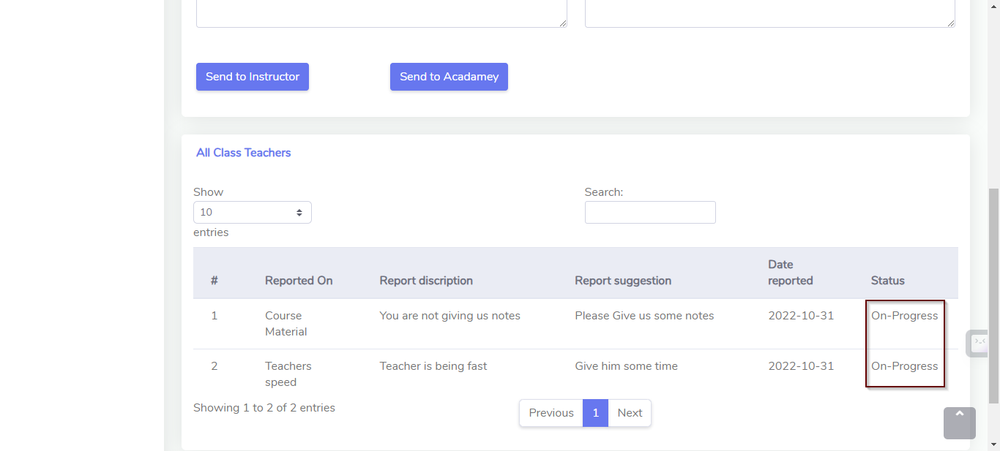 Send to Instructor Send to Acadamey
All Class Teachers
Show Search:
10
entries
# Reported On Report discription Report suggestion Date reported Status
1 Course Material You are not giving us notes Please Give us some notes 2022-10-31 On-Progress
2 Teachers speed Teacher is being fast Give him some time 2022-10-31 On-Progress
Showing 1 to 2 of 2 entries Previous 1 Next